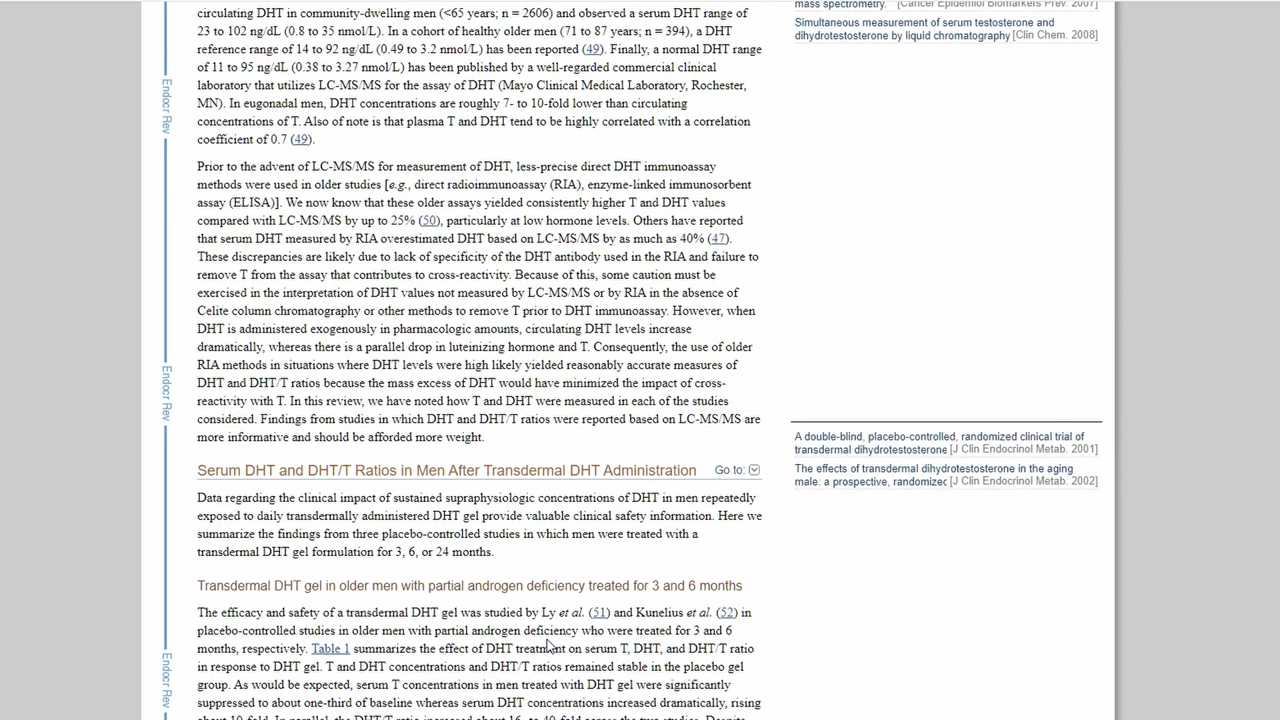 circulating DHT in community-dwelling men (<65 years; n = 2606) and observed a serum DHT range of
23 to 102 ng/dL (0.8 to 35 nmol/L). In a cohort of healthy older men (71 to 87 years; n = 394), a DHT
reference range of 14 to 92 ng/dL (0.49 to 3.2 nmol/L) has been reported (49). Finally, a normal DHT range
of 11 to 95 ng/dL (0.38 to 3.27 nmol/L) has been published by a well-regarded commercial clinical
laboratory that utilizes LC-MS/MS for the assay of DHT (Mayo Clinical Medical Laboratory, Rochester,
MN). In eugonadal men, DHT concentrations are roughly 7- to 10-fold lower than circulating
concentrations of T. Also of note is that plasma T and DHT tend to be highly correlated with a correlation
coefficient of 0.7 (49).
Prior to the advent of LC-MS/MS for measurement of DHT, less-precise direct DHT immunoassay
methods were used in older studies [e.g., direct radioimmunoassay (RIA), enzyme-linked immunosorbent
assay (ELISA)]. We now know that these older assays yielded consistently higher T and DHT values
compared with LC-MS/MS by up to 25% (50), particularly at low hormone levels. Others have reported
that serum DHT measured by RIA overestimated DHT based on LC-MS/MS by as much as 40% (47).
These discrepancies are likely due to lack of specificity of the DHT antibody used in the RIA and failure to
remove T from the assay that contributes to cross-reactivity. Because of this, some caution must be
exercised in the interpretation of DHT values not measured by LC-MS/MS or by RIA in the absence of
Celite column chromatography or other methods to remove T prior to DHT immunoassay. However, when
DHT is administered exogenously in pharmacologic amounts, circulating DHT levels increase
dramatically, whereas there is a parallel drop in luteinizing hormone and T. Consequently, the use of older
RIA methods in situations where DHT levels were high likely yielded reasonably accurate measures of
DHT and DHT/T ratios because the mass excess of DHT would have minimized the impact of cross-
reactivity with T. In this review, we have noted how T and DHT were measured in each of the studies
considered. Findings from studies in which DHT and DHT/T ratios were reported based on LC-MS/MS are
more informative and should be afforded more weight.
Serum DHT and DHT/T Ratios in Men After Transdermal DHT Administration Go to:
Data regarding the clinical impact of sustained supraphysiologic concentrations of DHT in men repeatedly
exposed to daily transdermally administered DHT gel provide valuable clinical safety information. Here we
summarize the findings from three placebo-controlled studies in which men were treated with a
transdermal DHT gel formulation for 3, 6, or 24 months.
Transdermal DHT gel in older men with partial androgen deficiency treated for 3 and 6 months
The efficacy and safety of a transdermal DHT gel was studied by Ly et al. (51) and Kunelius et al. (52) in
placebo-controlled studies in older men with partial androgen deficiency who were treated for 3 and 6
months, respectively. Table 1 summarizes the effect of DHT treatment on serum T, DHT, and DHT/T ratio
in response to DHT gel. T and DHT concentrations and DHT/T ratios remained stable in the placebo gel
group. As would be expected, serum T concentrations in men treated with DHT gel were significantly
suppressed to about one-third of baseline whereas serum DHT concentrations increased dramatically, rising
about 10-fold. In parallel, the DHT/T ratio increased about 16- to 40-fold across the two studies. Despite
mass spectrometry. [Cancer Epidemiol Biomarkers Prev. 2007]
Simultaneous measurement of serum testosterone and
dihydrotestosterone by liquid chromatography [Clin Chem. 2008]
A double-blind, placebo-controlled, randomized clinical trial of
transdermal dihydrotestosterone [J Clin Endocrinol Metab. 2001]
The effects of transdermal dihydrotestosterone in the aging
male: a prospective, randomized [J Clin Endocrinol Metab. 2002]
Endocr Rev
Endocr Rev
Endocr Rev